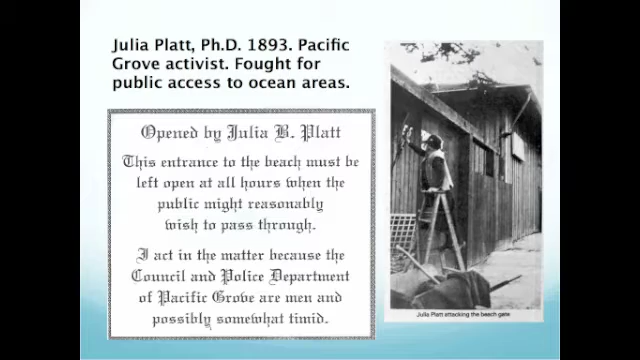 Julia Platt, Ph.D. 1893. Pacific
Grove activist. Fought for
public access to ocean areas.
Opened by Julia B. Platt
This entrance to the beach must be
left open at all hours when the
public might reasonably
wish to pass through.
I act in the matter because the
Council and Police Department
of Pacific Grove are men and
possibly somewhat timid.
Julia Platt attacking the beach gate